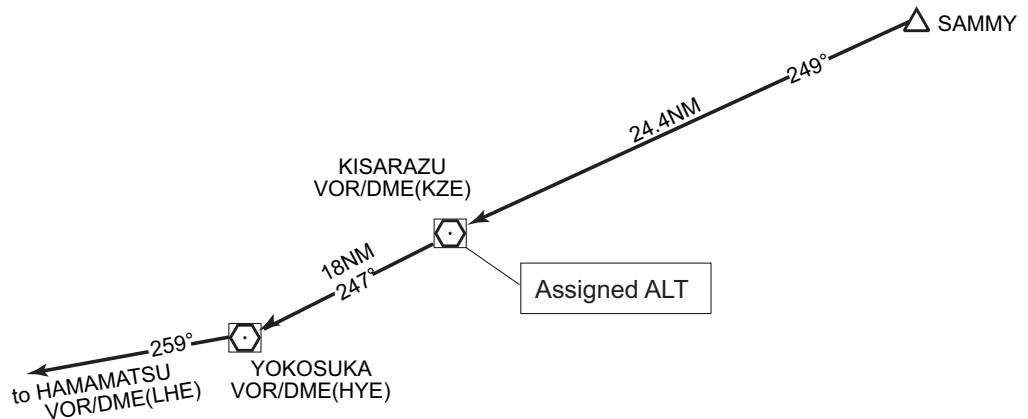 SAMMY
249°
24.4NM
KISARAZU
VOR/DME(KZE)
18NM
247°
Assigned ALT
259°
to HAMAMATSU
VOR/DME(LHE)
YOKOSUKA
VOR/DME(HYE)